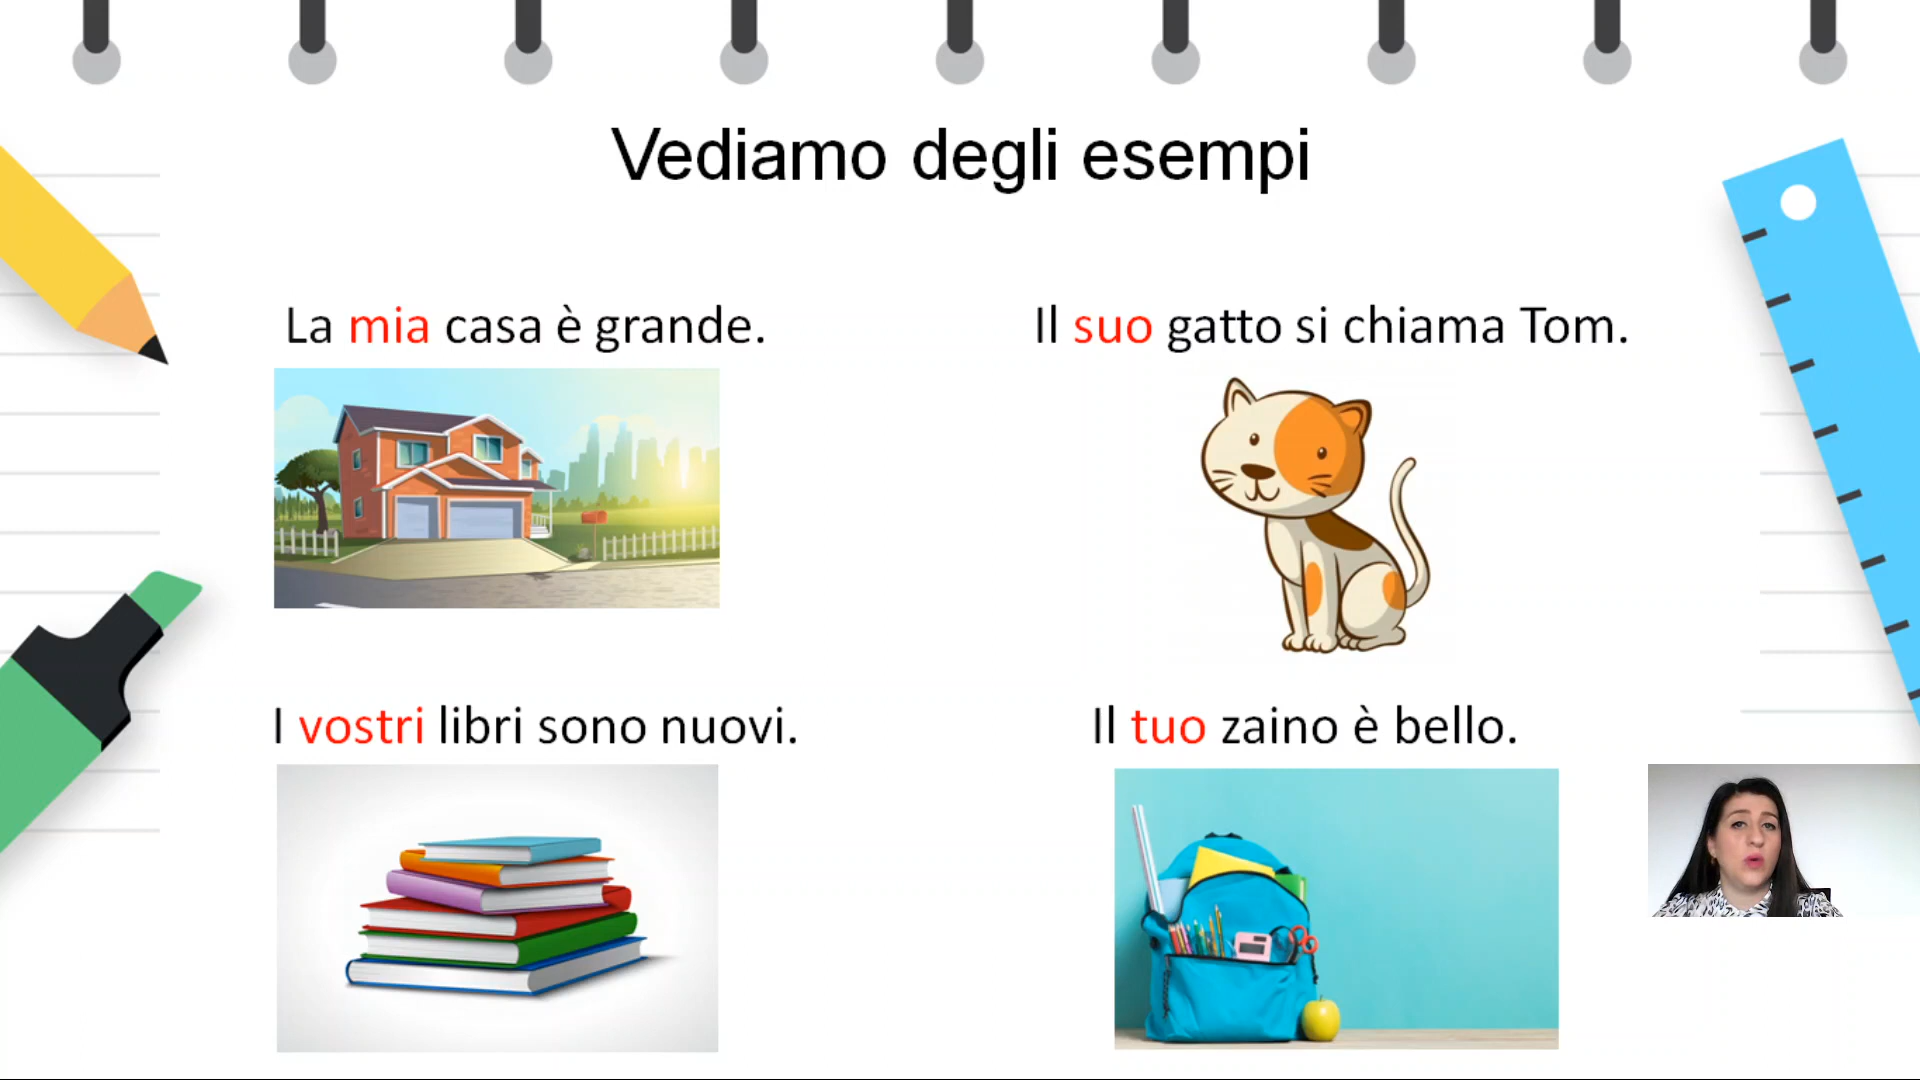 Vediamo degli esempi
La mia casa è grande.
Il suo gatto si chiama Tom.
I vostri libri sono nuovi.
Il tuo zaino è bello.